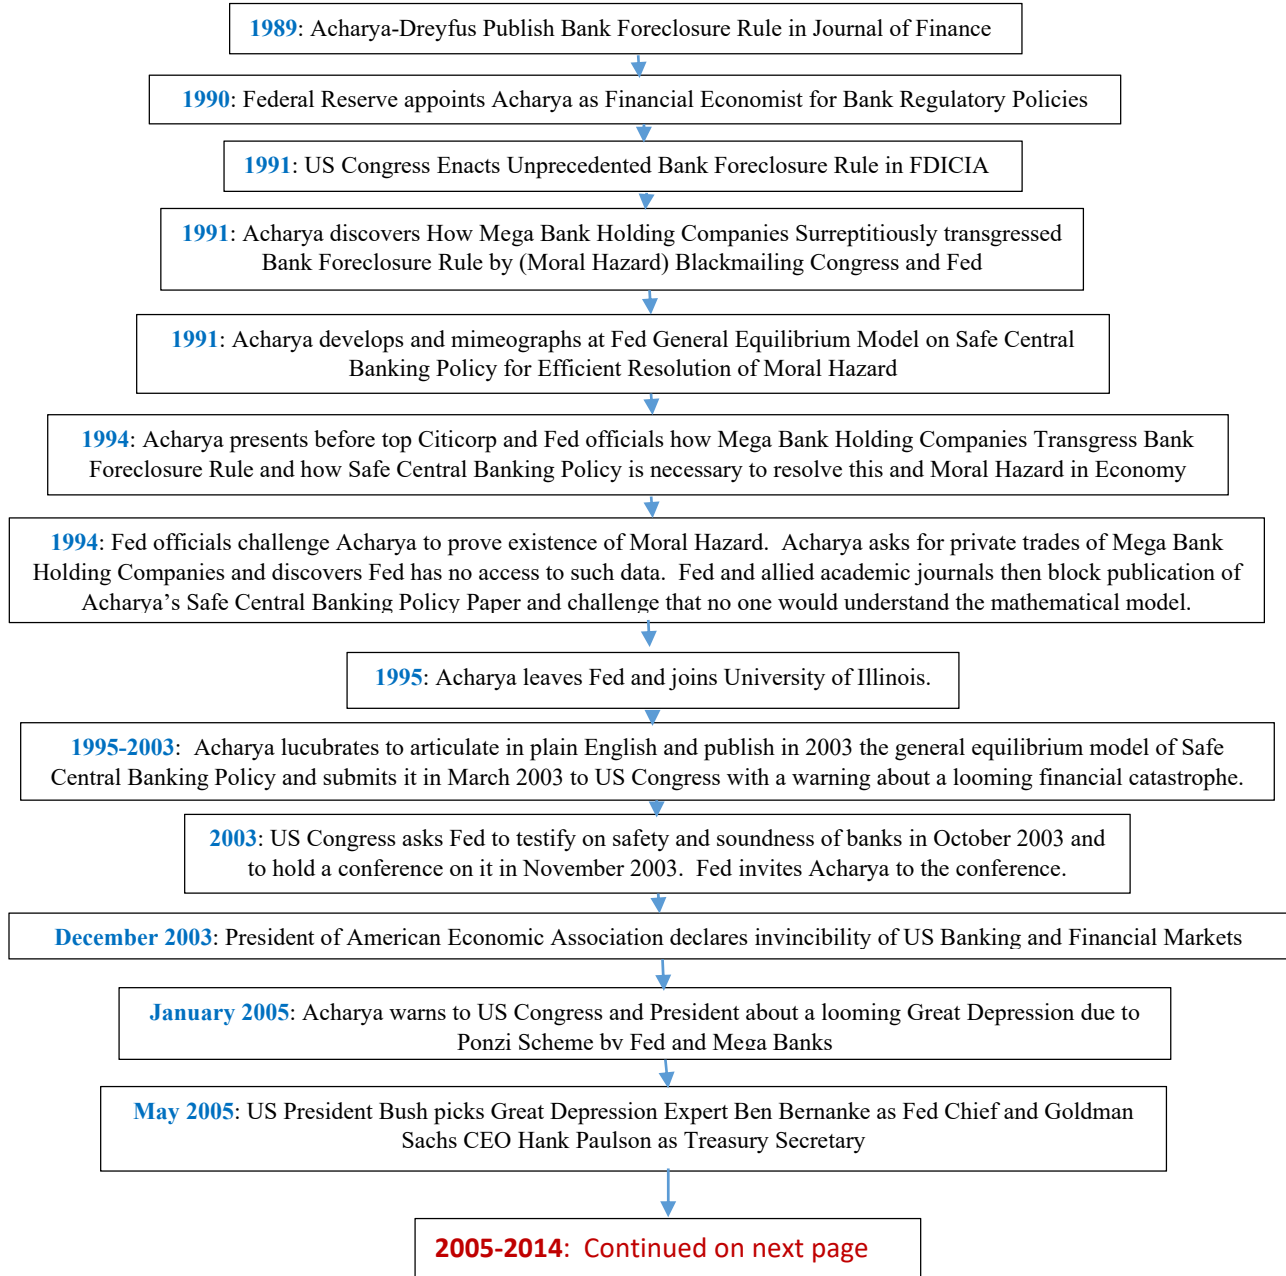 1989: Acharya-Dreyfus Publish Bank Foreclosure Rule in Journal of Finance
1990: Federal Reserve appoints Acharya as Financial Economist for Bank Regulatory Policies
1991: US Congress Enacts Unprecedented Bank Foreclosure Rule in FDICIA
1991: Acharya discovers How Mega Bank Holding Companies Surreptitiously transgressed
Bank Foreclosure Rule by (Moral Hazard) Blackmailing Congress and Fed
1991: Acharya develops and mimeographs at Fed General Equilibrium Model on Safe Central
Banking Policy for Efficient Resolution of Moral Hazard
1994: Acharya presents before top Citicorp and Fed officials how Mega Bank Holding Companies Transgress Bank
Foreclosure Rule and how Safe Central Banking Policy is necessary to resolve this and Moral Hazard in Economy
1994: Fed officials challenge Acharya to prove existence of Moral Hazard. Acharya asks for private trades of Mega Bank
Holding Companies and discovers Fed has no access to such data. Fed and allied academic journals then block publication of
Acharya's Safe Central Banking Policy Paper and challenge that no one would understand the mathematical model.
1995: Acharya leaves Fed and joins University of Illinois.
1995-2003: Acharya lucubrates to articulate in plain English and publish in 2003 the general equilibrium model of Safe
Central Banking Policy and submits it in March 2003 to US Congress with a warning about a looming financial catastrophe.
2003: US Congress asks Fed to testify on safety and soundness of banks in October 2003 and
to hold a conference on it in November 2003. Fed invites Acharya to the conference.
December 2003: President of American Economic Association declares invincibility of US Banking and Financial Markets
January 2005: Acharya warns to US Congress and President about a looming Great Depression due to
Ponzi Scheme by Fed and Mega Banks
May 2005: US President Bush picks Great Depression Expert Ben Bernanke as Fed Chief and Goldman
Sachs CEO Hank Paulson as Treasury Secretary
2005-2014: Continued on next page